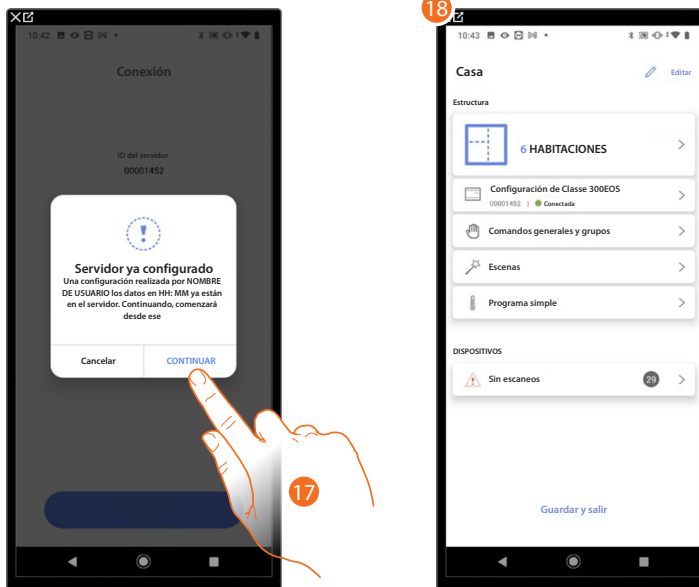 10:42
Conexión
ID del servidor
00001452
Servidor ya configurado
Una configuración realizada por NOMBRE
DE USUARIO los datos en HH: MM ya están
en el servidor. Continuando, comenzará
desde ese
Cancelar
CONTINUAR
17
18
10:43
Casa
Editar
Estructura
6 HABITACIONES
Configuración de Classe 300EOS
00001452 | Conectada
Comandos generales y grupos
Escenas
Programa simple
DISPOSITIVOS
Sin escaneos
29
Guardar y salir